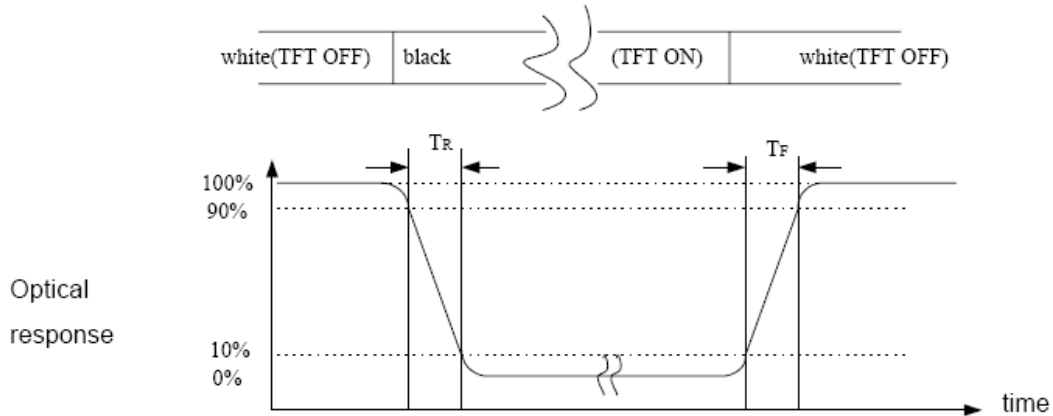 white(TFT OFF) black (TFT ON) white(TFT OFF)
TR TF
100%
90%
Optical
response
10%
0%
time